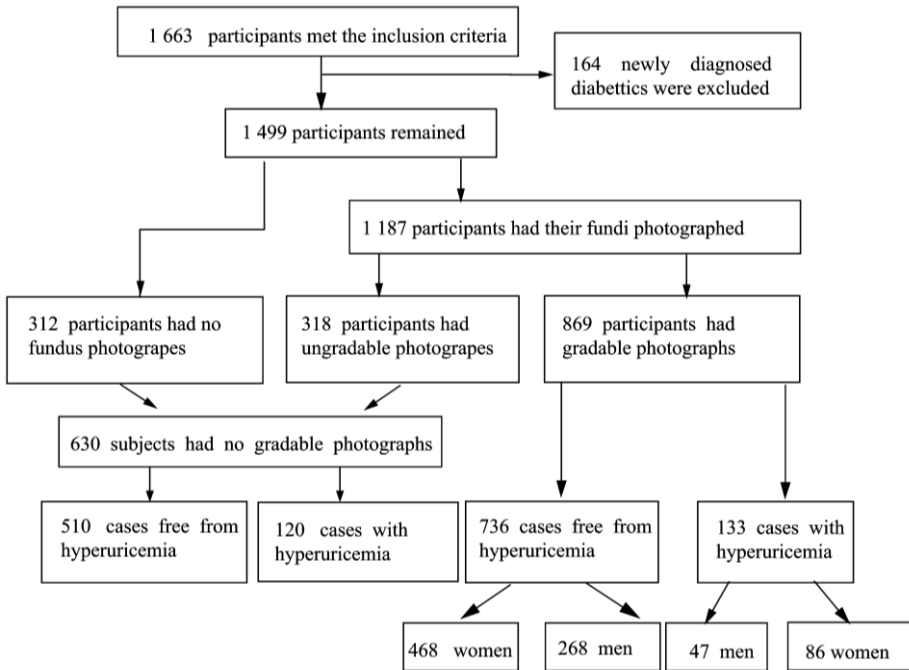 1 663 participants met the inclusion criteria
164 newly diagnosed
diabettics were excluded
1 499 participants remained
1 187 participants had their fundi photographed
312 participants had no
fundus photograpes
318 participants had
ungradable photograpes
869 participants had
gradable photographs
630 subjects had no gradable photographs
510 cases free from
hyperuricemia
120 cases with
hyperuricemia
736 cases free from
hyperuricemia
133 cases with
hyperuricemia
468 women
268 men
47 men
86 women